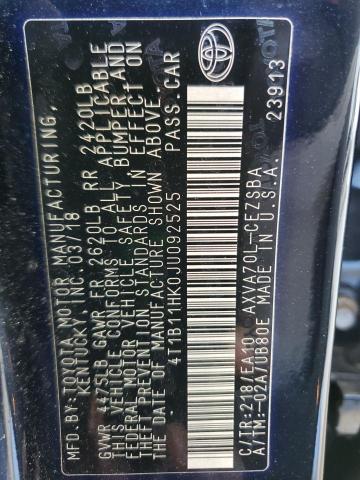 MFD.BY:TOYOTA MOTOR MANUFACTURING,
KENTUCKY, INC. 03/18
GVWR 4475LB GAWR FR 2620LB RR 2420LB
THIS VEHICLE CONFORMS TO ALL APPLICABLE
FEDERAL MOTOR VEHICLE SAFETY, BUMPER, AND
THEFT PREVENTION STANDARDS IN EFFECT ON
THE DATE OF MANUFACTURE SHOWN ABOVE.
4T1B11HK0JU092525 PASS.CAR
C/TR:218/EA10 AXVA70L-CEZSBA
A/TM:-02A/UB80E MADE IN U.S.A.
23913
TOYOTA